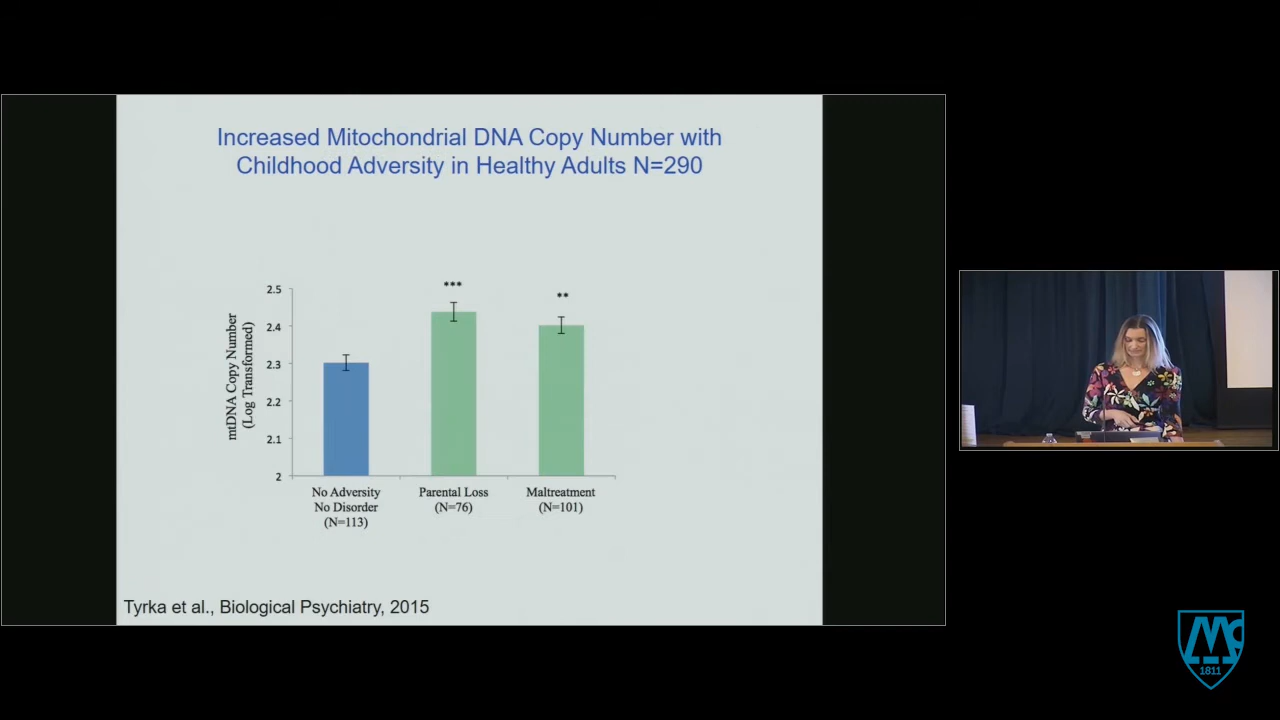 Increased Mitochondrial DNA Copy Number with
Childhood Adversity in Healthy Adults N=290
mtDNA Copy Number
(Log Transformed)
2.5
2.4
2.3
2.2
2.1
2
***
**
No Adversity
No Disorder
(N=113)
Parental Loss
(N=76)
Maltreatment
(N=101)
Tyrka et al., Biological Psychiatry, 2015
Mc
1811